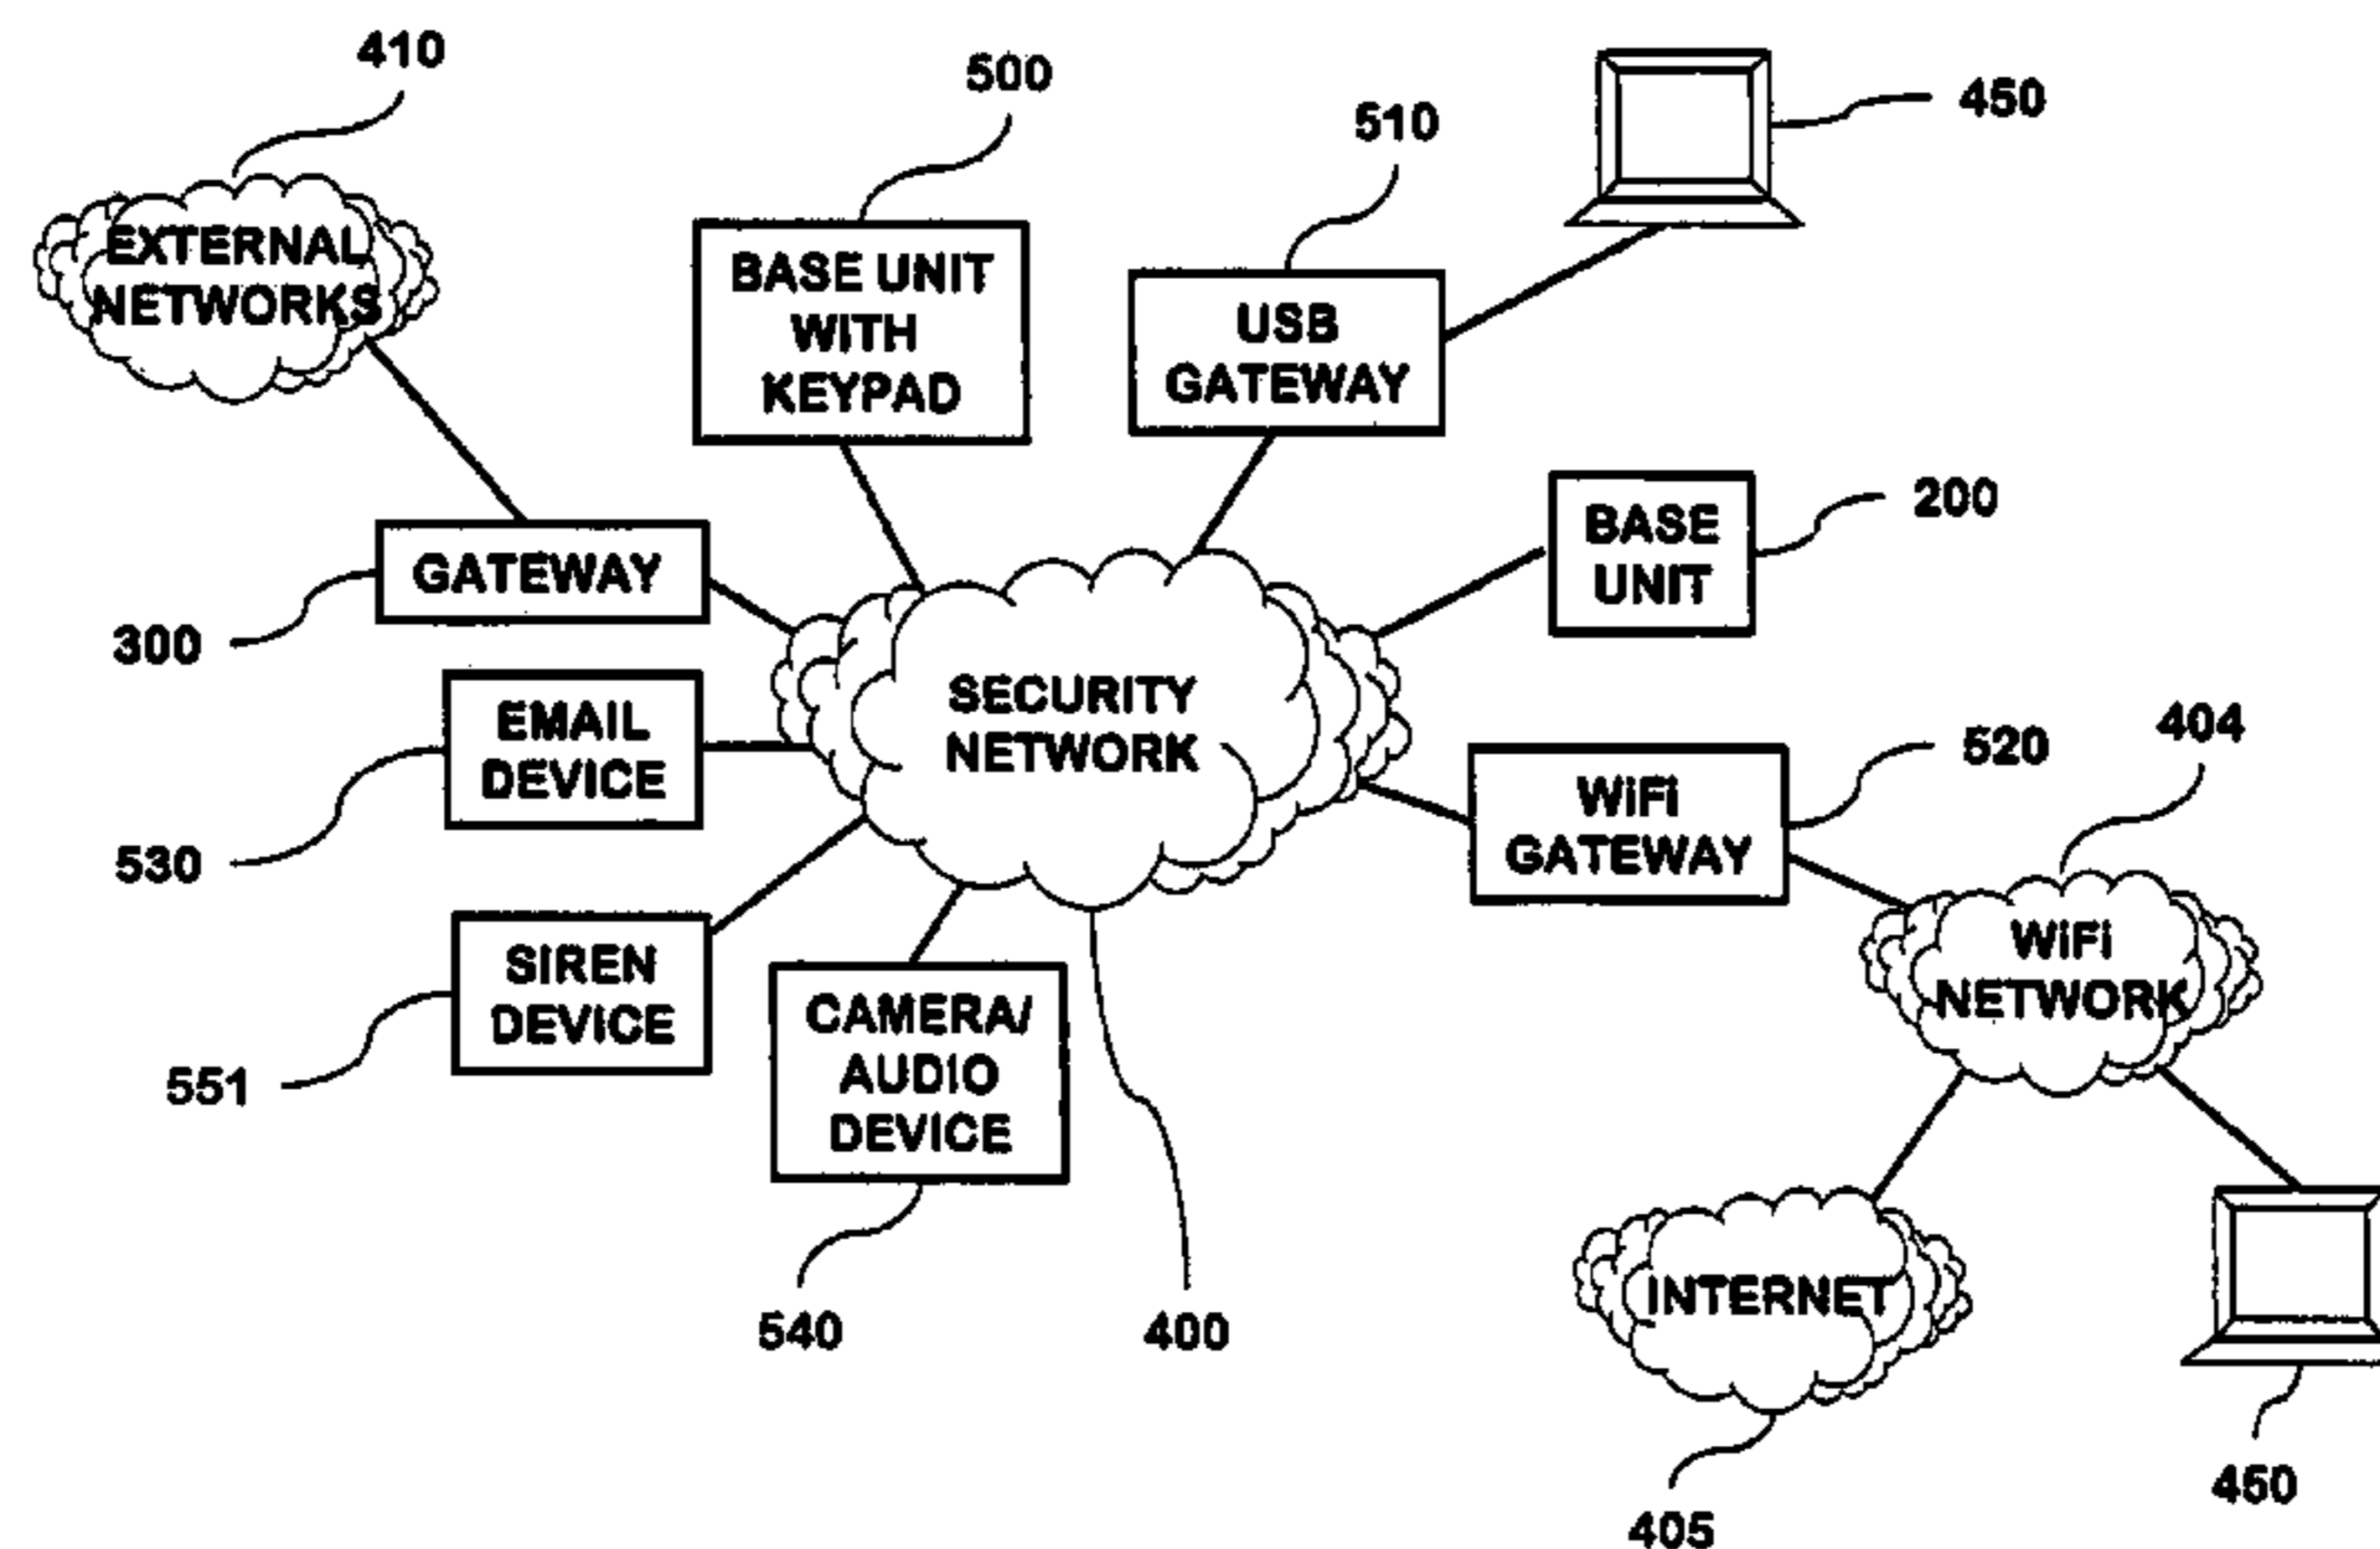 410
500
510
450
EXTERNAL
NETWORKS
BASE UNIT
WITH
KEYPAD
USB
GATEWAY
BASE
UNIT
200
GATEWAY
300
EMAIL
DEVICE
530
SECURITY
NETWORK
WiFi
GATEWAY
520
404
WiFi
NETWORK
SIREN
DEVICE
551
CAMERA/
AUDIO
DEVICE
540
400
INTERNET
405
450